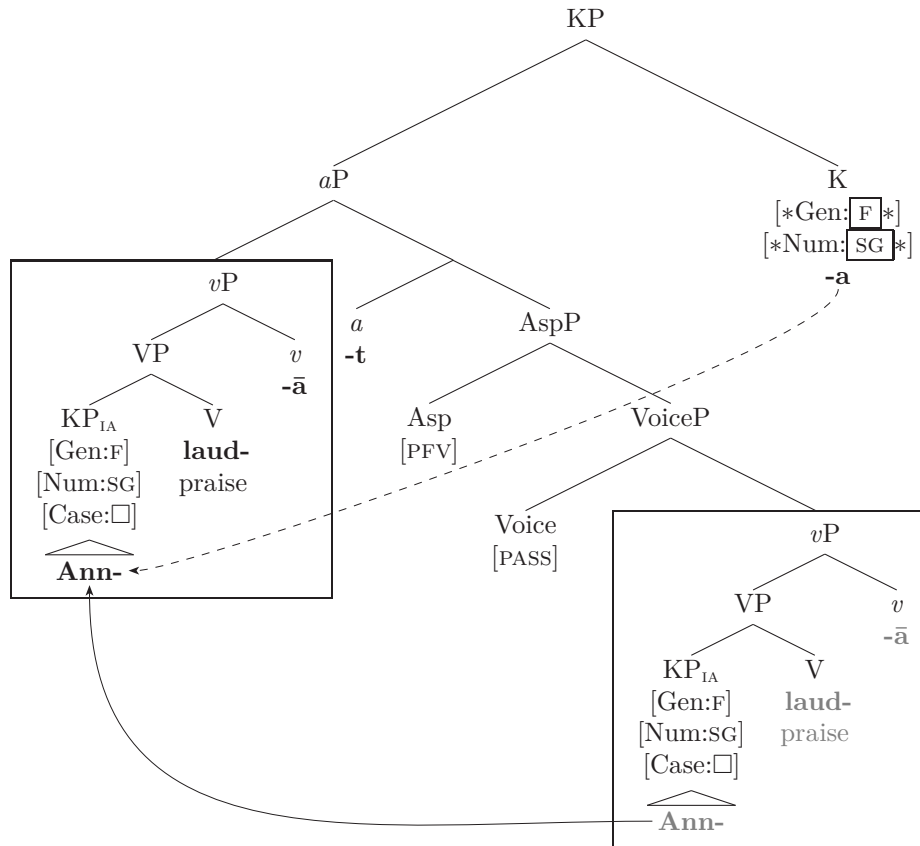 KP
aP K
[∗Gen: F ∗]
[∗Num: SG ∗]
-a
vP
a AspP
-t
VP v
-ā
KP_IA V Asp VoiceP
[Gen:F] laud- [PFV]
[Num:SG] praise
[Case:□]
Voice vP
[PASS]
Ann-
VP v
-ā
KP_IA V
[Gen:F] laud-
[Num:SG] praise
[Case:□]
Ann-